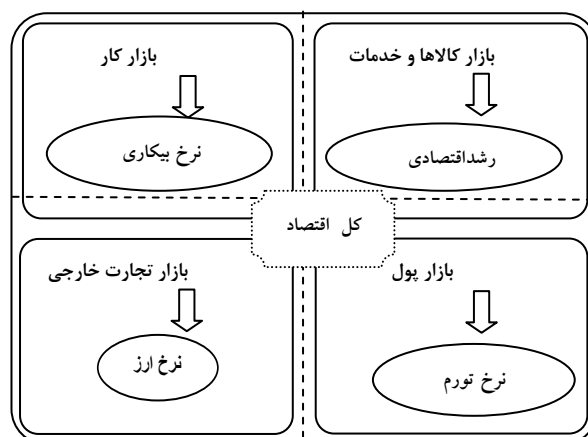 بازار کالاها و خدمات
رشداقتصادی
بازار کار
نرخ بیکاری
کل اقتصاد
بازار پول
نرخ تورم
بازار تجارت خارجی
نرخ ارز